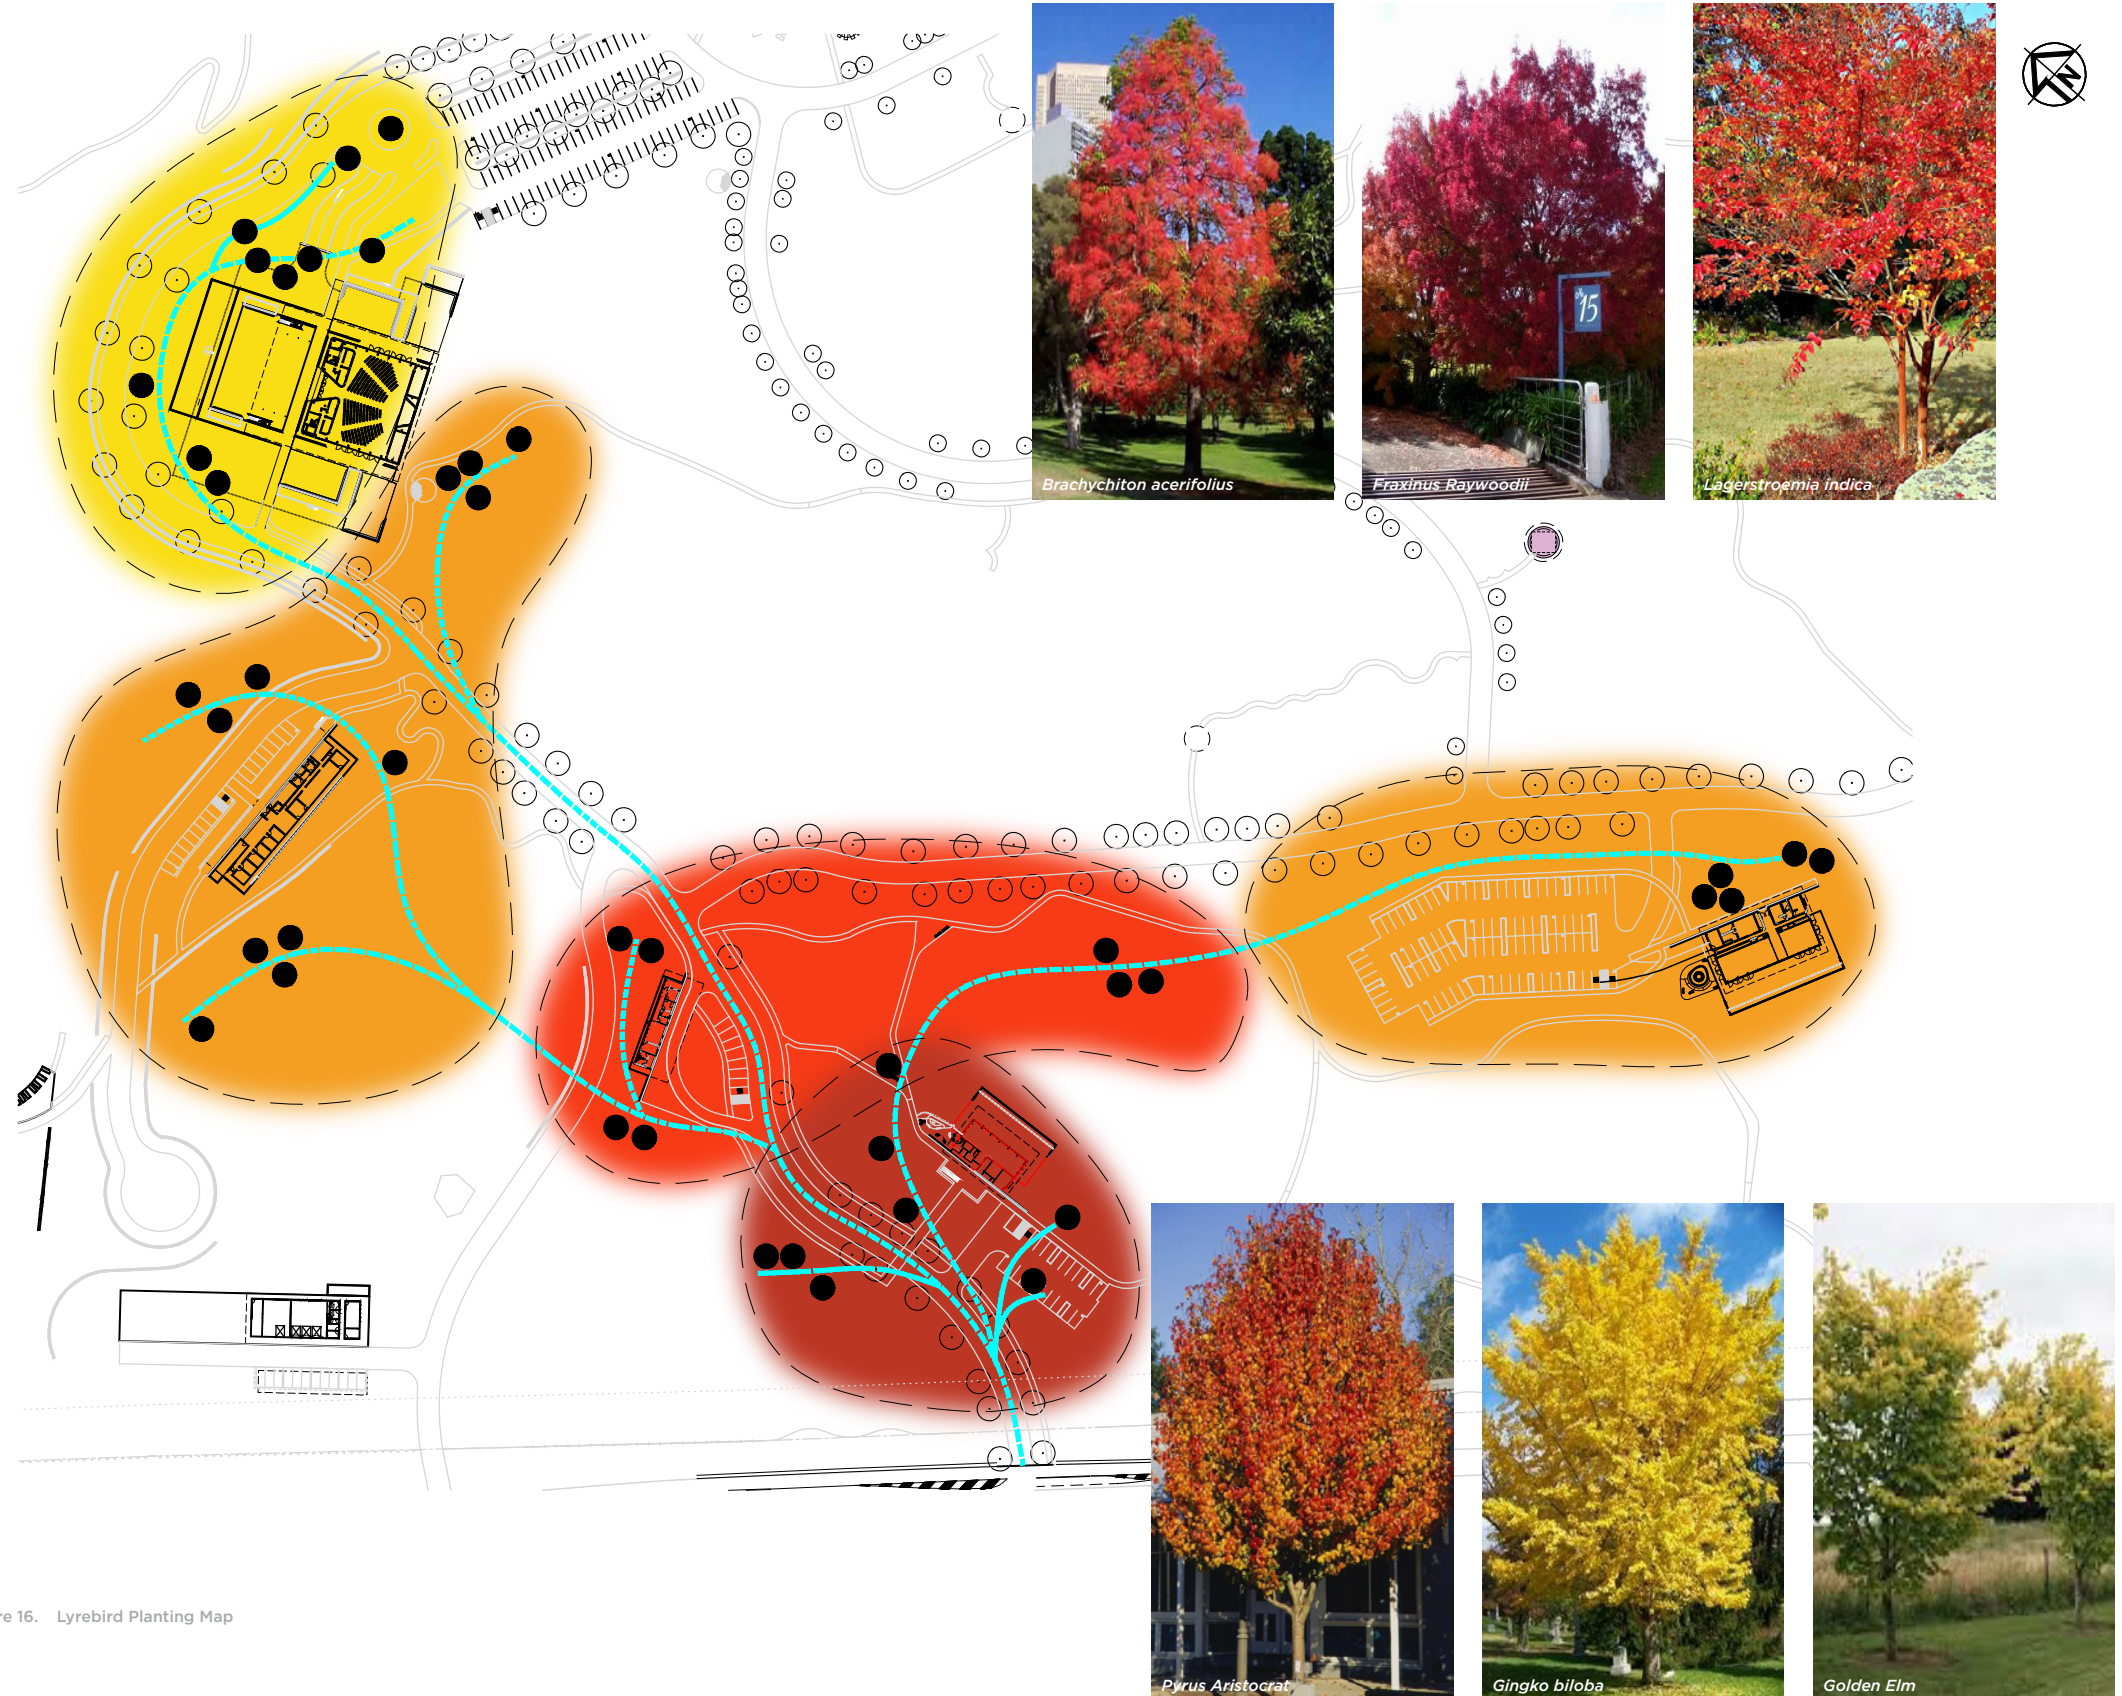 N
15
Brachychiton acerifolius
Fraxinus Raywoodii
Lagerstroemia indica
re 16. Lyrebird Planting Map
Pyrus Aristocrat
Gingko biloba
Golden Elm